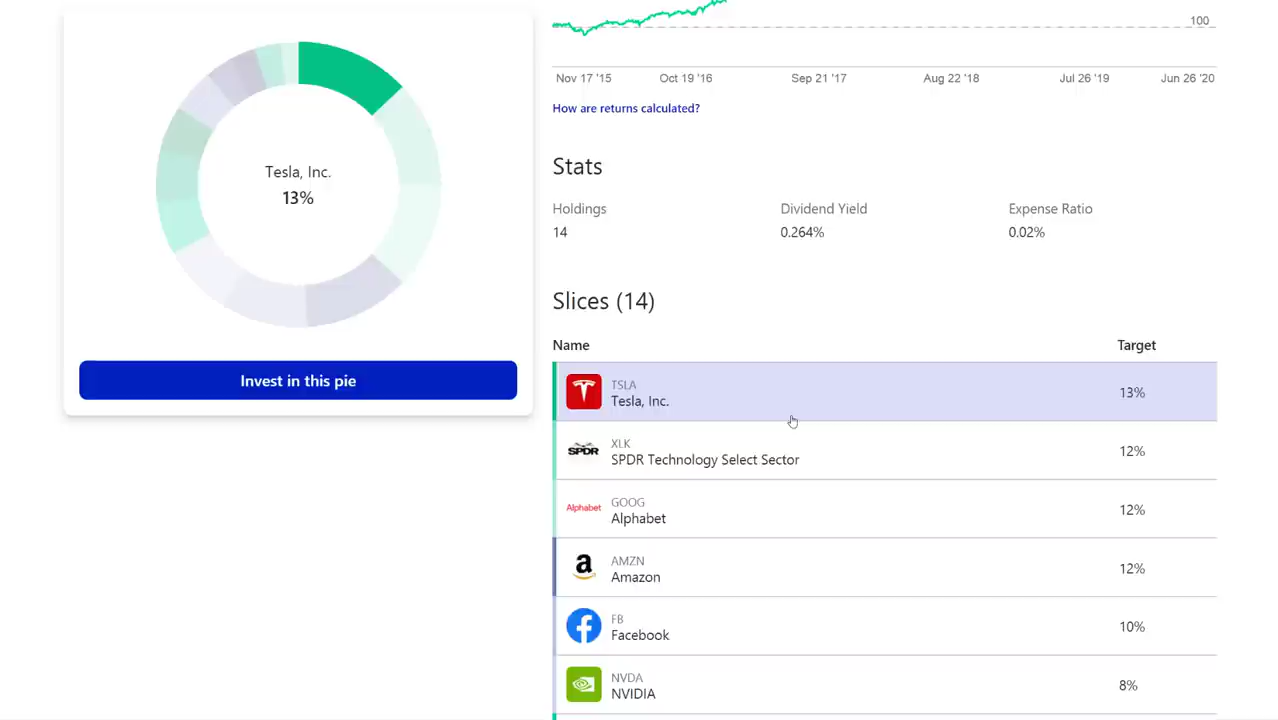 100
Nov 17 '15 Oct 19 '16 Sep 21 '17 Aug 22 '18 Jul 26 '19 Jun 26 '20
How are returns calculated?
Tesla, Inc.
13%
Invest in this pie
Stats
Holdings Dividend Yield Expense Ratio
14 0.264% 0.02%
Slices (14)
Name Target
TSLA
Tesla, Inc. 13%
SPDR
XLK
SPDR Technology Select Sector 12%
Alphabet
GOOG
Alphabet 12%
a
AMZN
Amazon 12%
f
FB
Facebook 10%
NVDA
NVIDIA 8%